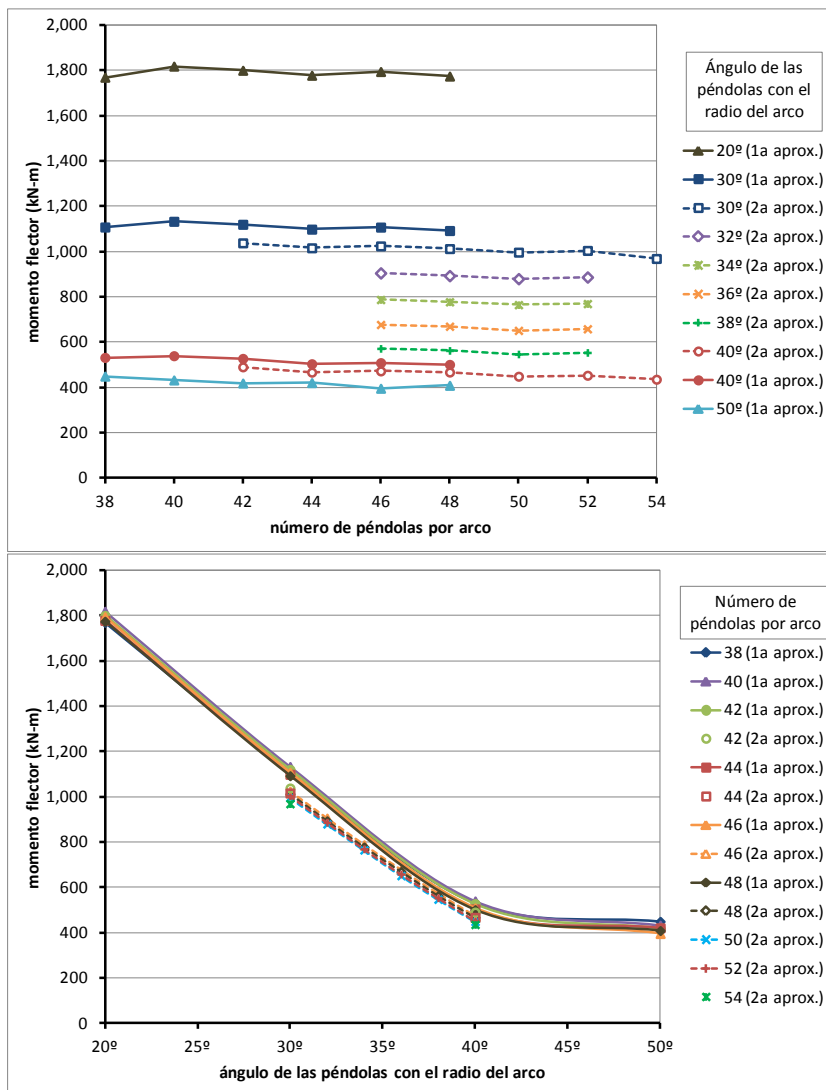 2,000
1,800
1,600
1,400
1,200
1,000
800
600
400
200
0
momento flector (kN-m)
38 40 42 44 46 48 50 52 54
número de péndolas por arco
Ángulo de las
péndolas con el
radio del arco
20º (1a aprox.)
30º (1a aprox.)
30º (2a aprox.)
32º (2a aprox.)
34º (2a aprox.)
36º (2a aprox.)
38º (2a aprox.)
40º (2a aprox.)
40º (1a aprox.)
50º (1a aprox.)
2,000
1,800
1,600
1,400
1,200
1,000
800
600
400
200
0
momento flector (kN-m)
20º 25º 30º 35º 40º 45º 50º
ángulo de las péndolas con el radio del arco
Número de
péndolas por arco
38 (1a aprox.)
40 (1a aprox.)
42 (1a aprox.)
42 (2a aprox.)
44 (1a aprox.)
44 (2a aprox.)
46 (1a aprox.)
46 (2a aprox.)
48 (1a aprox.)
48 (2a aprox.)
50 (2a aprox.)
52 (2a aprox.)
54 (2a aprox.)